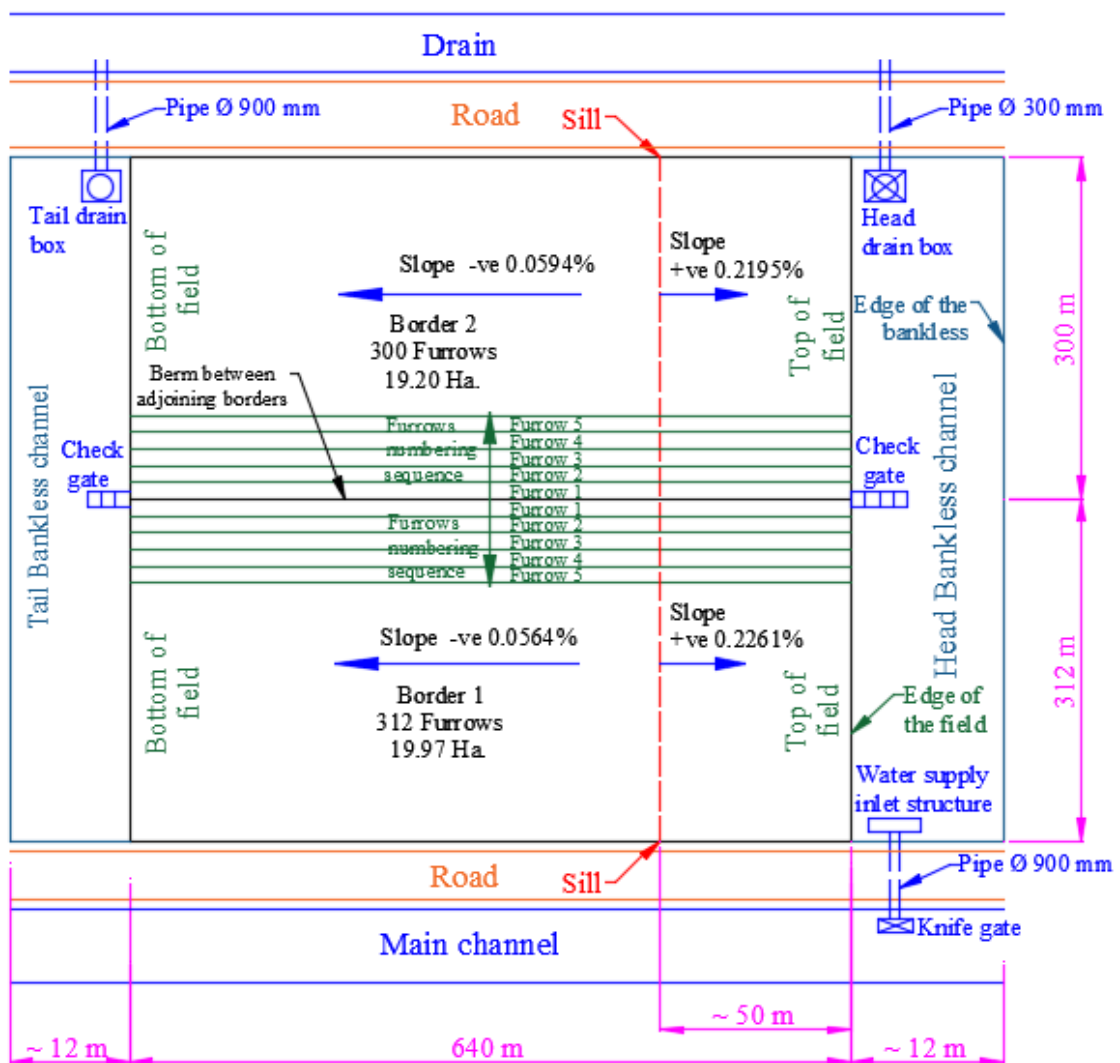 Drain
Pipe Ø 900 mm
Pipe Ø 300 mm
Road
Sill
Tail drain
box
Head
drain box
Bottom of
field
Slope -ve 0.0594%
Slope
+ve 0.2195%
Top of
field
Edge of the
bankless
300 m
Border 2
300 Furrows
19.20 Ha.
Berm between
adjoining borders
Tail Bankless channel
Head Bankless channel
Check
gate
Check
gate
Furrows
numbering
sequence
Furrow 5
Furrow 4
Furrow 3
Furrow 2
Furrow 1
Furrow 1
Furrow 2
Furrow 3
Furrow 4
Furrow 5
Furrows
numbering
sequence
Bottom of
field
Slope -ve 0.0564%
Slope
+ve 0.2261%
Top of
field
312 m
Border 1
312 Furrows
19.97 Ha.
Edge of
the field
Water supply
inlet structure
Road
Sill
Pipe Ø 900 mm
Main channel
Knife gate
~ 50 m
~ 12 m
640 m
~ 12 m